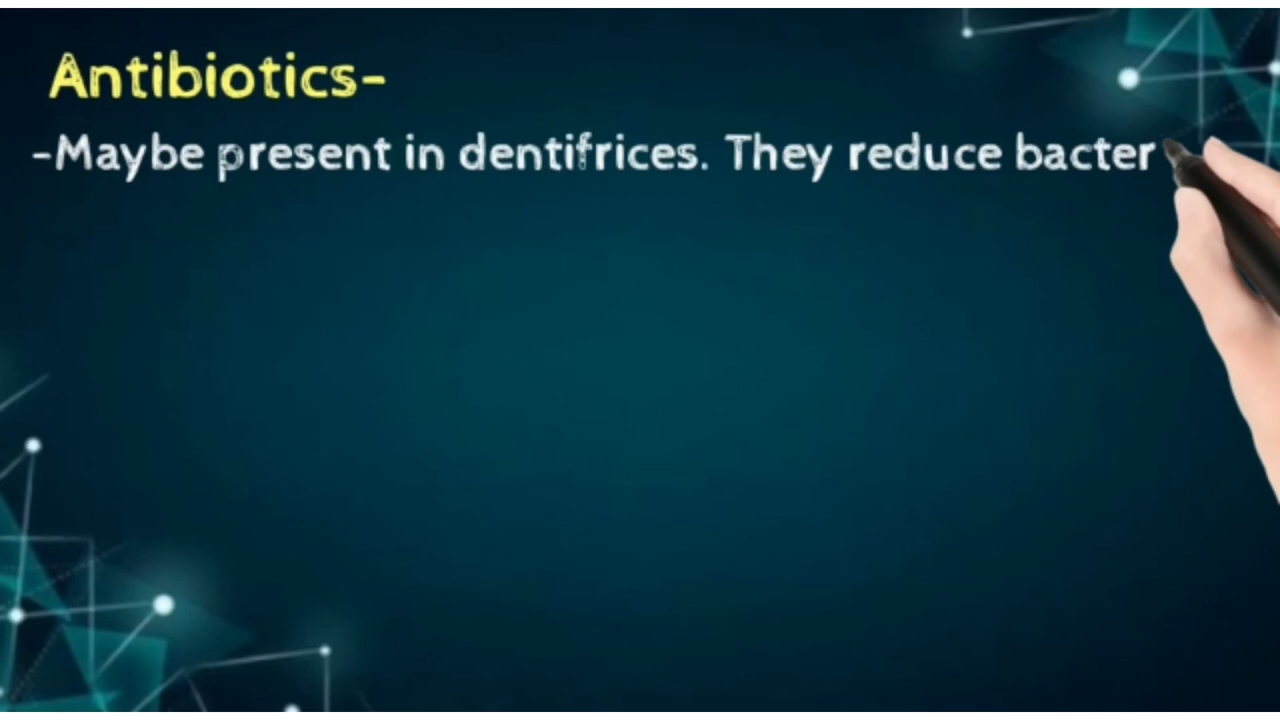 Antibiotics-
-Maybe present in dentifrices. They reduce bacter